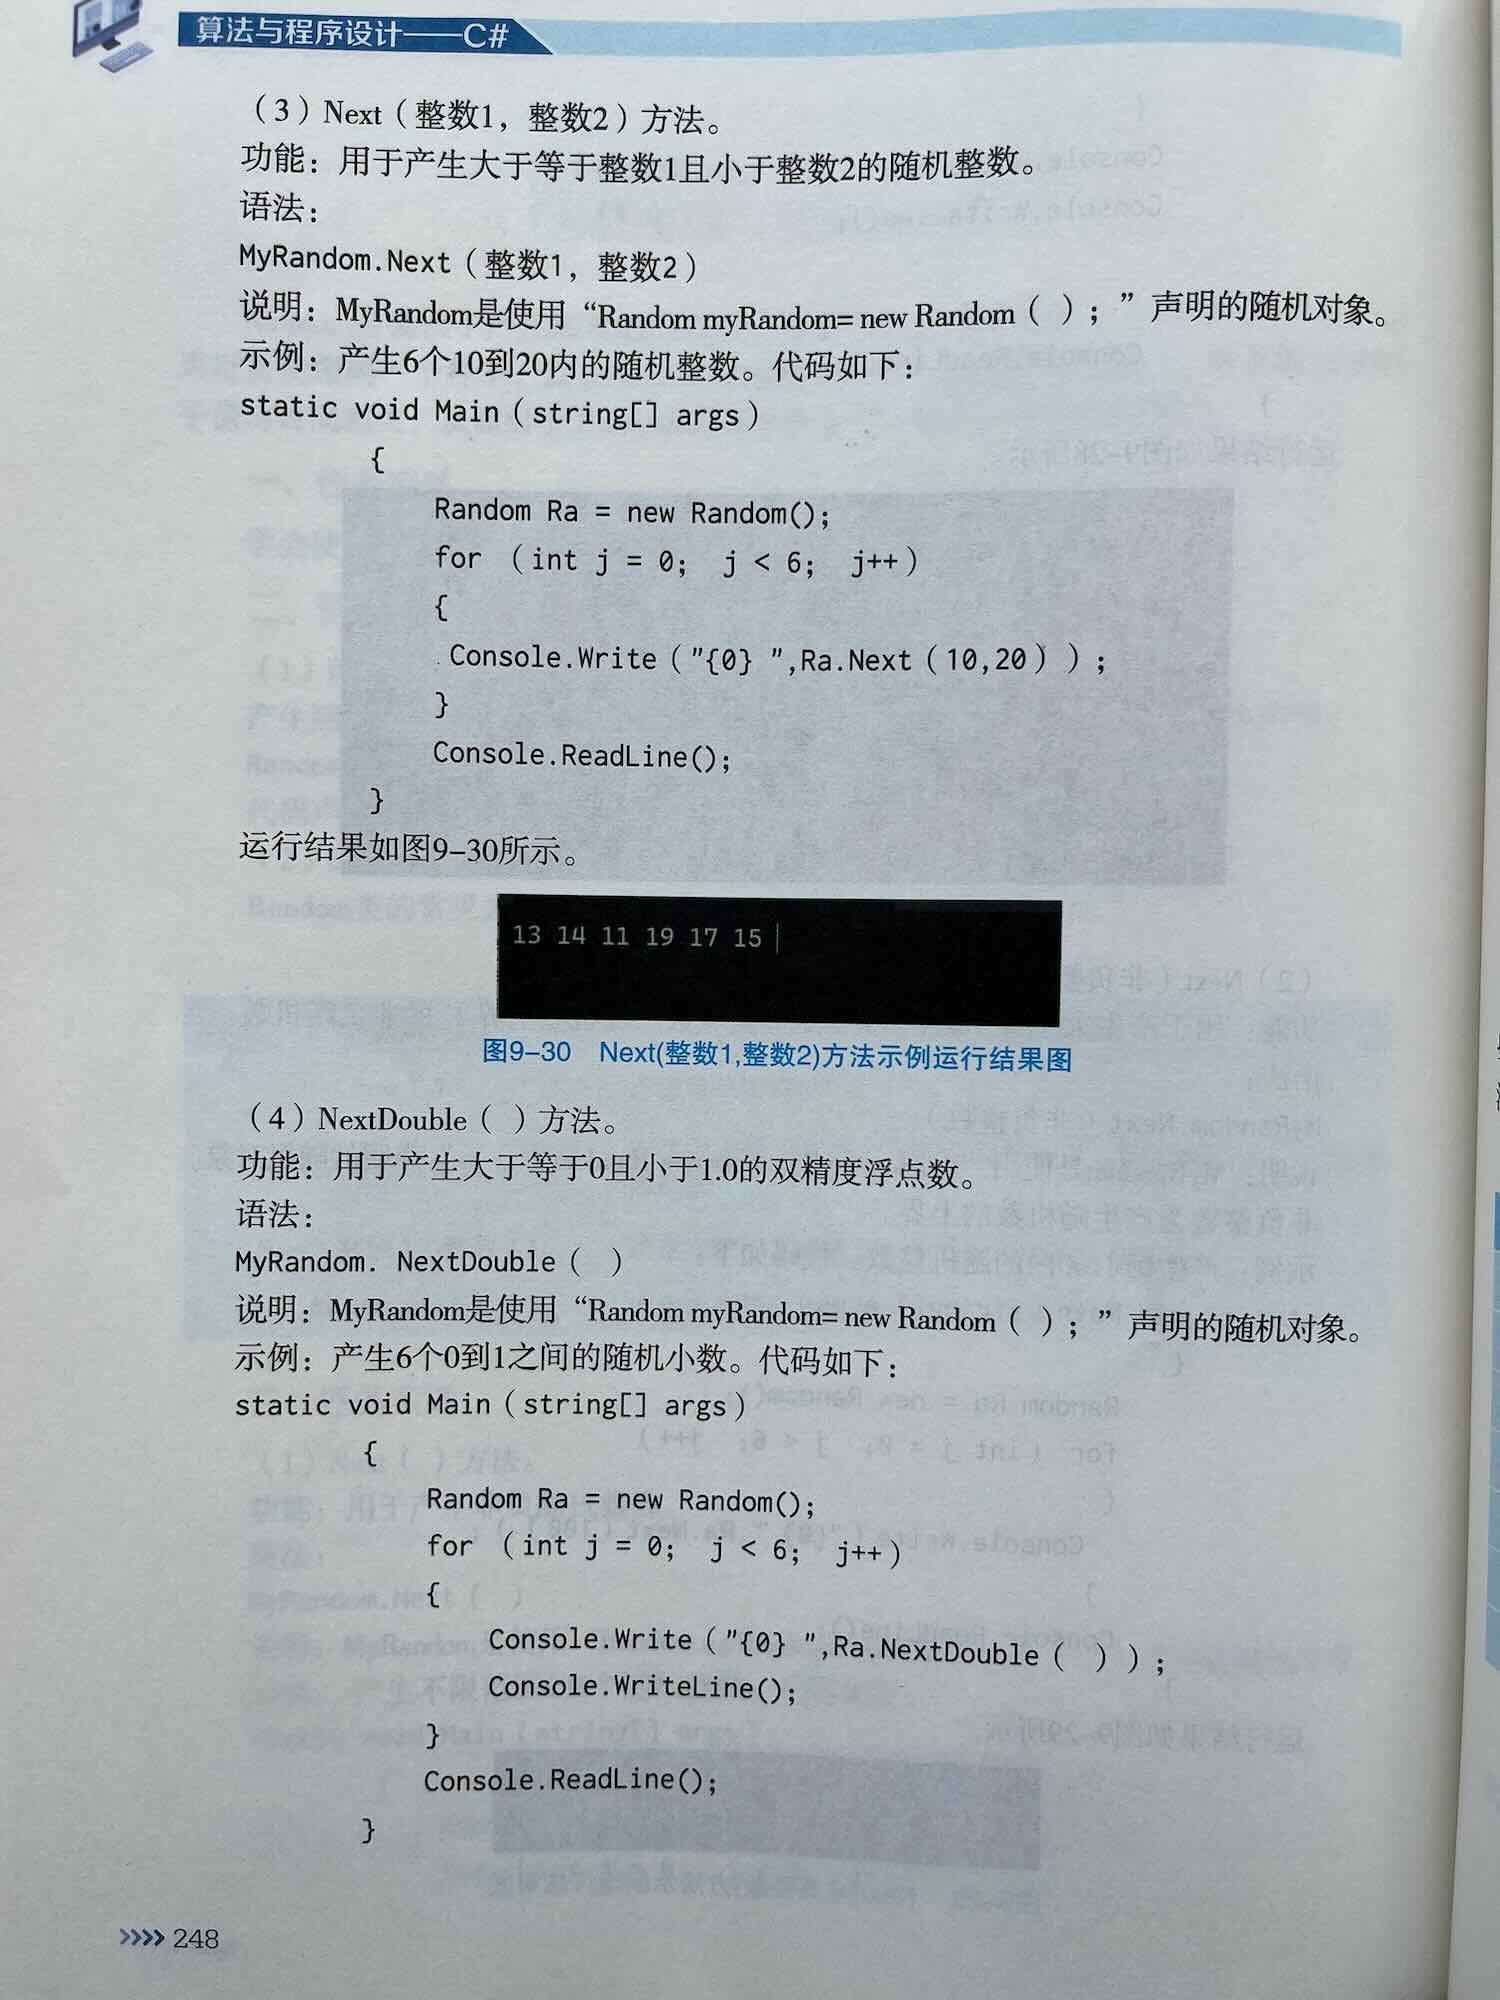 算法与程序设计——C#
（3）Next（整数1，整数2）方法。
功能：用于产生大于等于整数1且小于整数2的随机整数。
语法：
MyRandom.Next（整数1，整数2）
说明：MyRandom是使用“Random myRandom= new Random（ ）；”声明的随机对象。
示例：产生6个10到20内的随机整数。代码如下：
static void Main（string[] args）
{
Random Ra = new Random();
for （int j = 0； j < 6； j++）
{
Console.Write（"{0} ",Ra.Next（10,20））；
}
Console.ReadLine();
}
运行结果如图9-30所示。
13 14 11 19 17 15
图9-30 Next(整数1,整数2)方法示例运行结果图
（4）NextDouble（ ）方法。
功能：用于产生大于等于0且小于1.0的双精度浮点数。
语法：
MyRandom. NextDouble（ ）
说明：MyRandom是使用“Random myRandom= new Random（ ）；”声明的随机对象。
示例：产生6个0到1之间的随机小数。代码如下：
static void Main（string[] args）
{
Random Ra = new Random();
for （int j = 0； j < 6； j++）
{
Console.Write（"{0} ",Ra.NextDouble（ ））；
Console.WriteLine();
}
Console.ReadLine();
}
>>>> 248